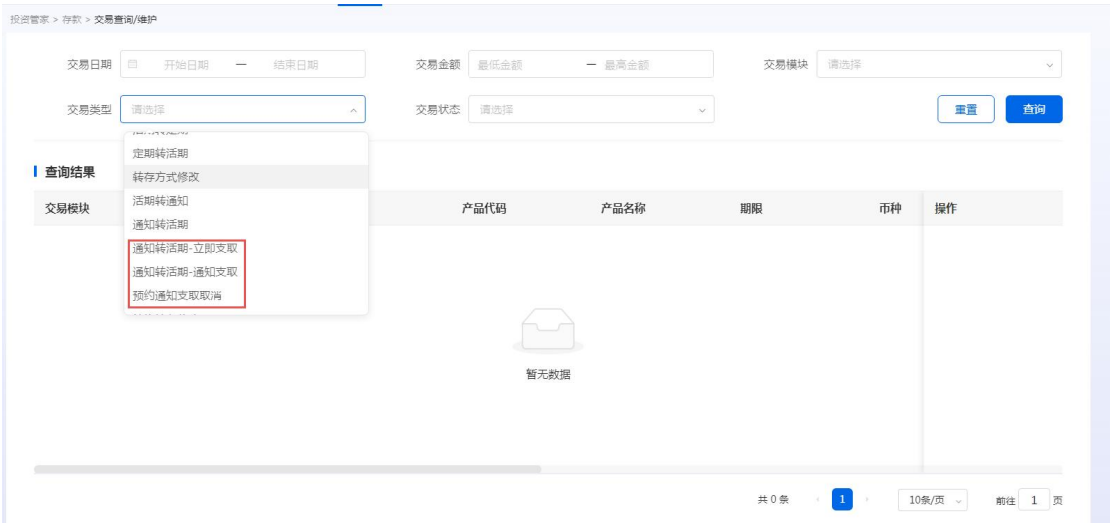 投资管家 > 存款 > 交易查询/维护
交易日期 开始日期 — 结束日期 交易金额 最低金额 — 最高金额 交易模块 请选择
交易类型 请选择 交易状态 请选择 重置 查询
定期转活期
查询结果
转存方式修改
交易模块 活期转通知 产品代码 产品名称 期限 币种 操作
通知转活期
通知转活期-立即支取
通知转活期-通知支取
预约通知支取取消
暂无数据
共 0 条 1 10条/页 前往 1 页